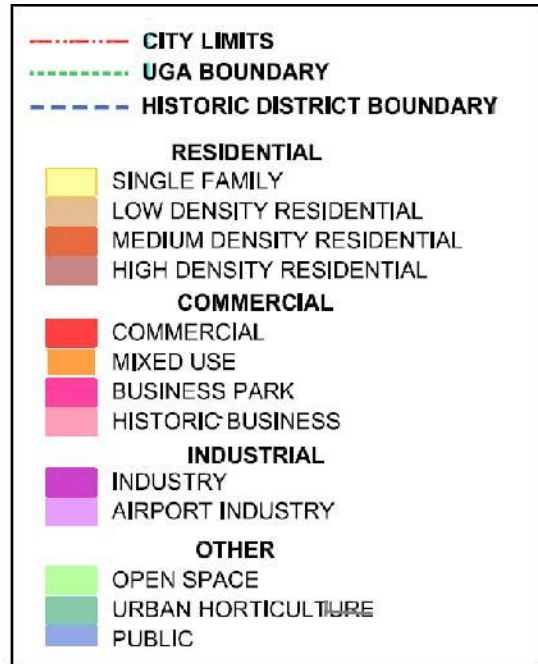 CITY LIMITS
UGA BOUNDARY
HISTORIC DISTRICT BOUNDARY
RESIDENTIAL
SINGLE FAMILY
LOW DENSITY RESIDENTIAL
MEDIUM DENSITY RESIDENTIAL
HIGH DENSITY RESIDENTIAL
COMMERCIAL
COMMERCIAL
MIXED USE
BUSINESS PARK
HISTORIC BUSINESS
INDUSTRIAL
INDUSTRY
AIRPORT INDUSTRY
OTHER
OPEN SPACE
URBAN HORTICULTURE
PUBLIC